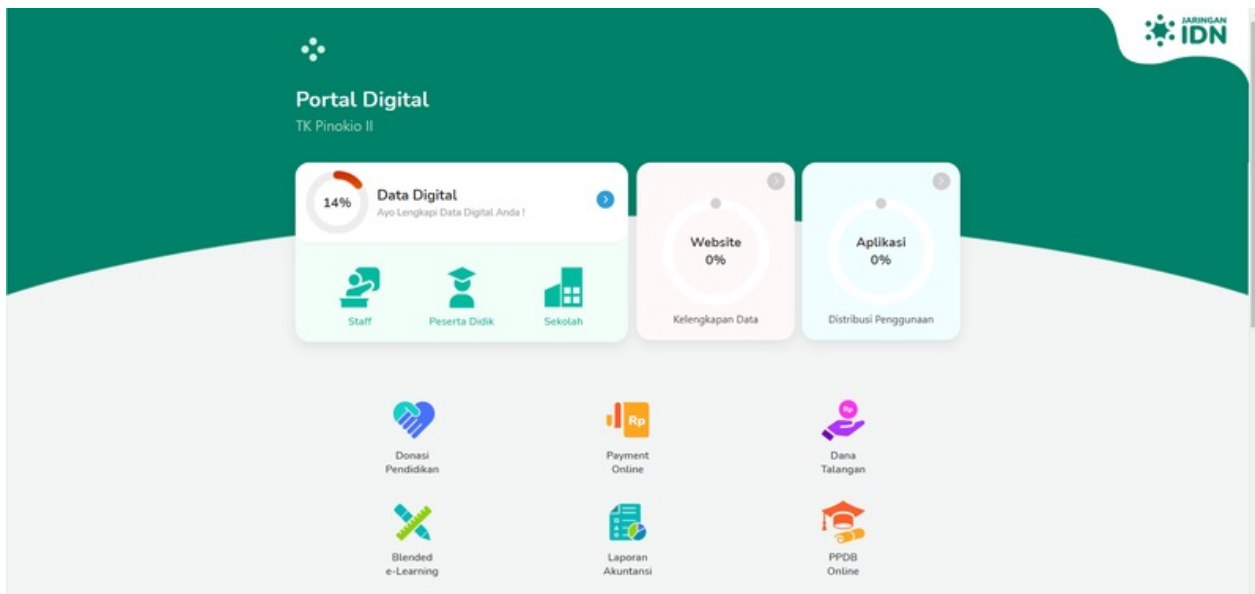 JARINGAN
IDN
Portal Digital
TK Pinokio II
14%
Data Digital
Ayo Lengkapi Data Digital Anda !
Staff
Peserta Didik
Sekolah
Website
0%
Kelengkapan Data
Aplikasi
0%
Distribusi Penggunaan
Donasi
Pendidikan
Rp
Payment
Online
Rp
Dana
Talangan
Blended
e-Learning
Laporan
Akuntansi
PPDB
Online